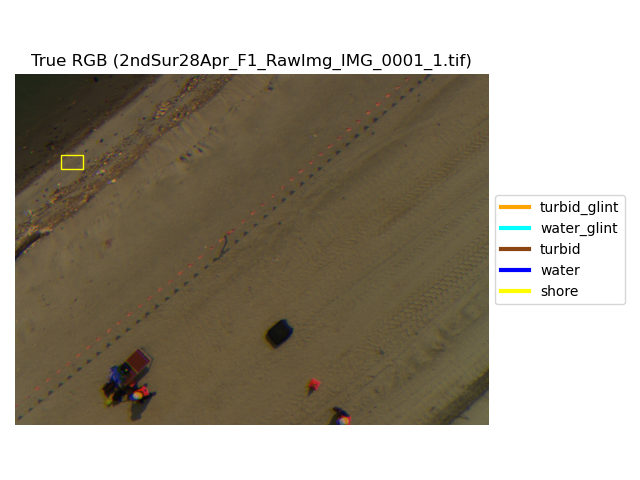 True RGB (2ndSur28Apr_F1_RawImg_IMG_0001_1.tif)
turbid_glint
water_glint
turbid
water
shore